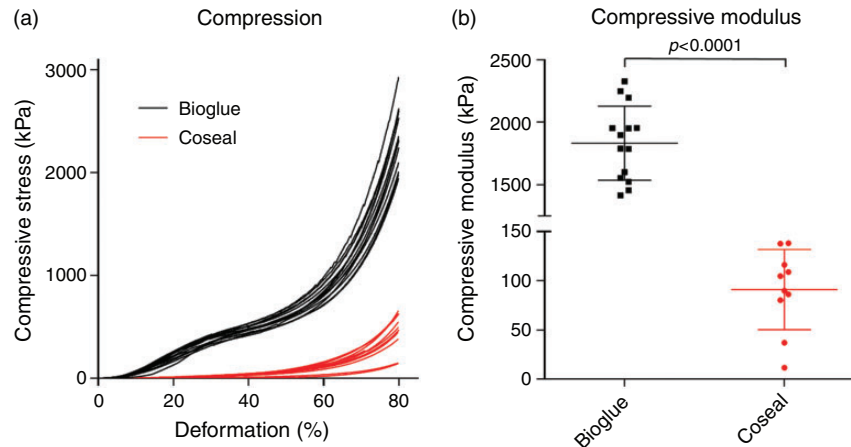 (a)
Compression
3000
2000
1000
0
Compressive stress (kPa)
Bioglue
Coseal
0 20 40 60 80
Deformation (%)
(b)
Compressive modulus
p<0.0001
2500
2000
1500
150
100
50
0
Compressive modulus (kPa)
Bioglue
Coseal